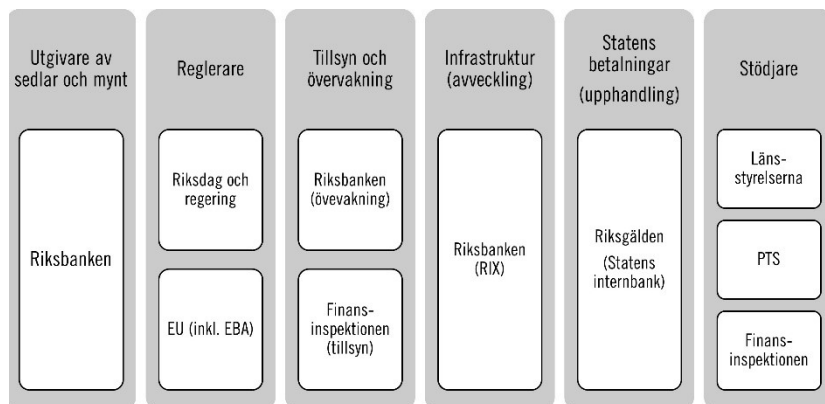 Utgivare av
sedlar och mynt
Riksbanken
Reglerare
Riksdag och
regering
EU (inkl. EBA)
Tillsyn och
övervakning
Riksbanken
(övevakning)
Finans-
inspektionen
(tillsyn)
Infrastruktur
(avveckling)
Riksbanken
(RIX)
Statens
betalningar
(upphandling)
Riksgälden
(Statens
internbank)
Stödjare
Läns-
styrelserna
PTS
Finans-
inspektionen